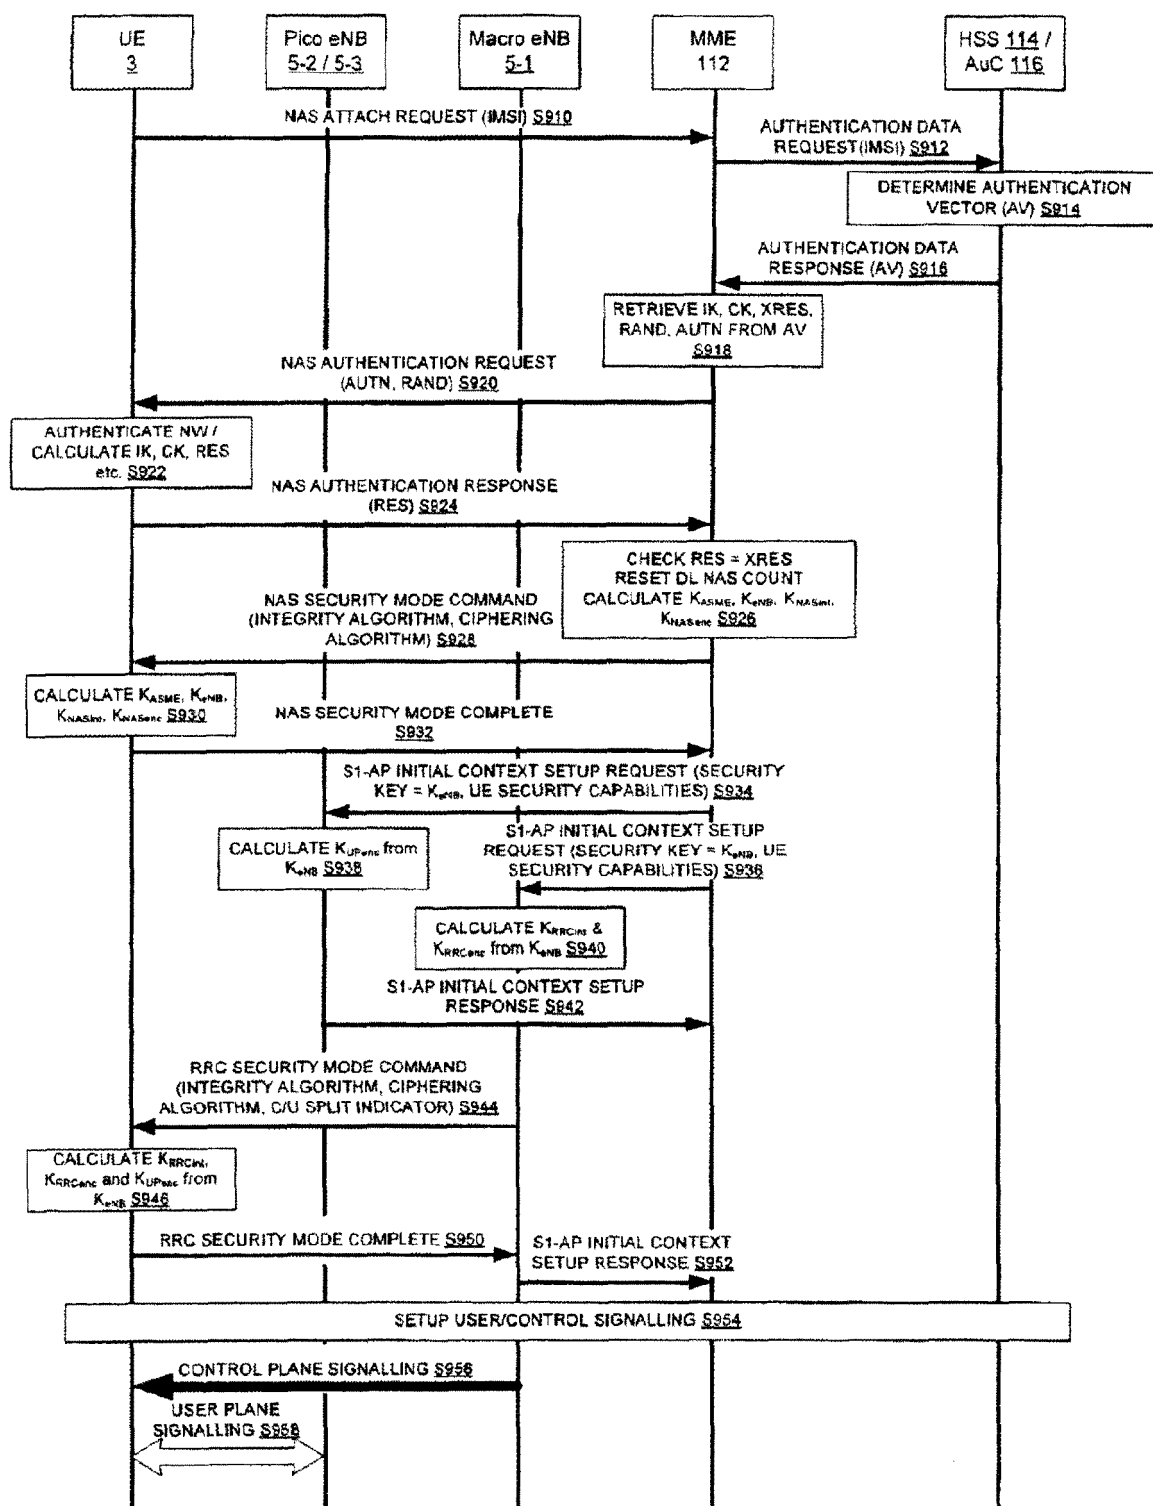 UE
3
Pico eNB
5-2 / 5-3
Macro eNB
5-1
MME
112
HSS 114 /
AuC 116
NAS ATTACH REQUEST (IMSI) S910
AUTHENTICATION DATA
REQUEST(IMSI) S912
DETERMINE AUTHENTICATION
VECTOR (AV) S914
AUTHENTICATION DATA
RESPONSE (AV) S916
RETRIEVE IK, CK, XRES,
RAND, AUTN FROM AV
S918
NAS AUTHENTICATION REQUEST
(AUTN, RAND) S920
AUTHENTICATE NW /
CALCULATE IK, CK, RES
etc. S922
NAS AUTHENTICATION RESPONSE
(RES) S924
CHECK RES = XRES
RESET DL NAS COUNT
CALCULATE KASME, KeNB, KNASint,
KNASenc S926
NAS SECURITY MODE COMMAND
(INTEGRITY ALGORITHM, CIPHERING
ALGORITHM) S928
CALCULATE KASME, KeNB,
KNASint, KNASenc S930
NAS SECURITY MODE COMPLETE
S932
S1-AP INITIAL CONTEXT SETUP REQUEST (SECURITY
KEY = KeNB, UE SECURITY CAPABILITIES) S934
S1-AP INITIAL CONTEXT SETUP
REQUEST (SECURITY KEY = KeNB, UE
SECURITY CAPABILITIES) S936
CALCULATE KUPenc from
KeNB S938
CALCULATE KRRCint &
KRRCenc from KeNB S940
S1-AP INITIAL CONTEXT SETUP
RESPONSE S942
RRC SECURITY MODE COMMAND
(INTEGRITY ALGORITHM, CIPHERING
ALGORITHM, C/U SPLIT INDICATOR) S944
CALCULATE KRRCint,
KRRCenc and KUPenc from
KeNB S946
RRC SECURITY MODE COMPLETE S950
S1-AP INITIAL CONTEXT
SETUP RESPONSE S952
SETUP USER/CONTROL SIGNALLING S954
CONTROL PLANE SIGNALLING S956
USER PLANE
SIGNALLING S958